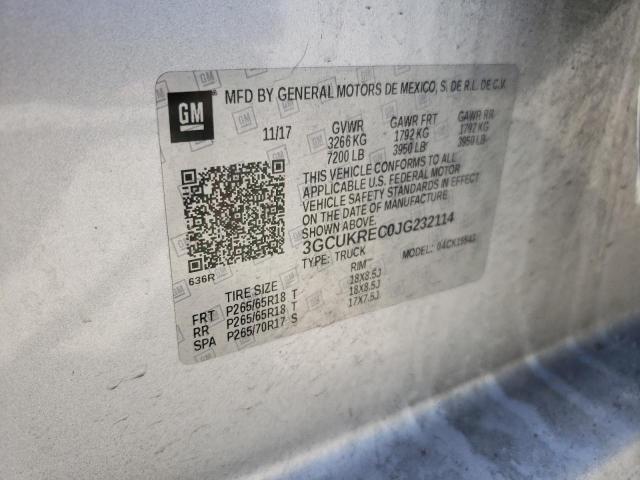 GM
MFD BY GENERAL MOTORS DE MEXICO, S. DE R.L. DE C.V.
11/17 GVWR GAWR FRT GAWR RR
3266 KG 1792 KG 1792 KG
7200 LB 3950 LB 3950 LB
THIS VEHICLE CONFORMS TO ALL
APPLICABLE U.S. FEDERAL MOTOR
VEHICLE SAFETY STANDARDS IN EFFECT
ON THE DATE OF MANUFACTURE
SHOWN ABOVE.
3GCUKREC0JG232114
TYPE: TRUCK MODEL: 04CK15543
636R
TIRE SIZE RIM
FRT P265/65R18 T 18X8.5J
RR P265/65R18 T 18X8.5J
SPA P265/70R17 S 17X7.5J